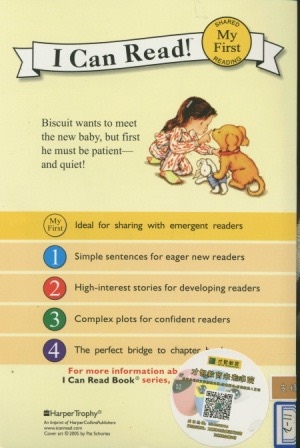 I Can Read!
SHARED
My
First
READING
Biscuit wants to meet
the new baby, but first
he must be patient—
and quiet!
My
First
Ideal for sharing with emergent readers
1 Simple sentences for eager new readers
2 High-interest stories for developing readers
3 Complex plots for confident readers
4 The perfect bridge to chapter b
For more information ab
I Can Read Book® series,
HarperTrophy®
An Imprint of HarperCollinsPublishers
www.icanread.com
Cover art © 2005 by Pat Schories